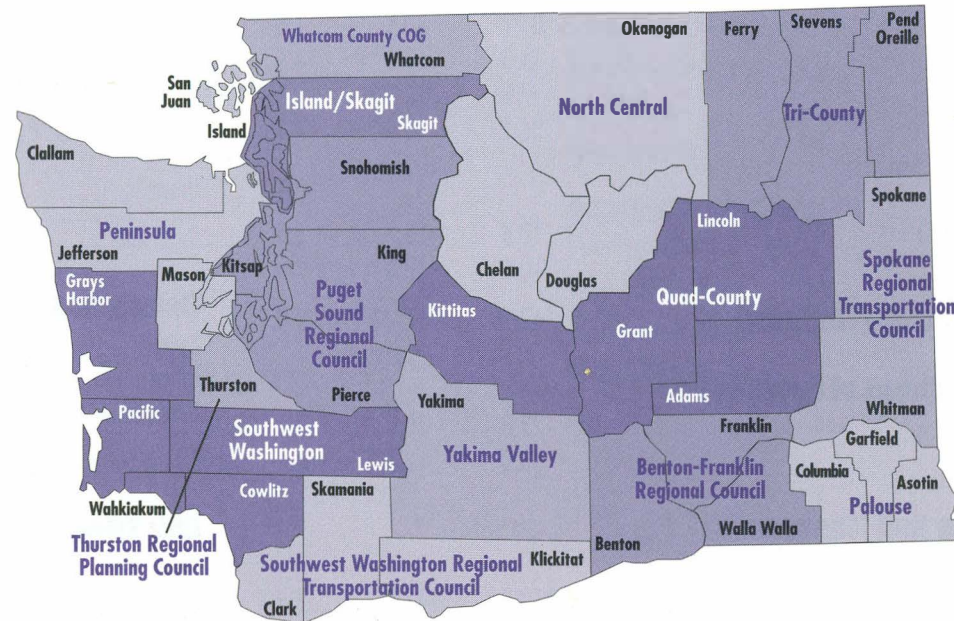 Whatcom County COG
Whatcom
Okanogan
Ferry
Stevens
Pend
Oreille
San
Juan
Island/Skagit
Skagit
North Central
Tri-County
Island
Clallam
Snohomish
Spokane
Lincoln
Peninsula
Jefferson
Mason
Kitsap
King
Chelan
Douglas
Spokane
Regional
Transportation
Council
Grays
Harbor
Puget
Sound
Regional
Council
Kittitas
Quad-County
Grant
Thurston
Pierce
Yakima
Adams
Whitman
Pacific
Southwest
Washington
Lewis
Franklin
Garfield
Yakima Valley
Benton-Franklin
Regional Council
Columbia
Asotin
Cowlitz
Skamania
Palouse
Wahkiakum
Walla Walla
Thurston Regional
Planning Council
Benton
Klickitat
Southwest Washington Regional
Transportation Council
Clark